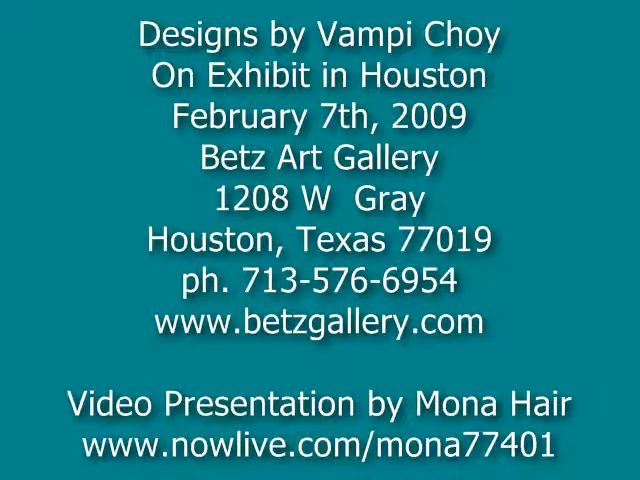 Designs by Vampi Choy
On Exhibit in Houston
February 7th, 2009
Betz Art Gallery
1208 W  Gray
Houston, Texas 77019
ph. 713-576-6954
www.betzgallery.com
Video Presentation by Mona Hair
www.nowlive.com/mona77401